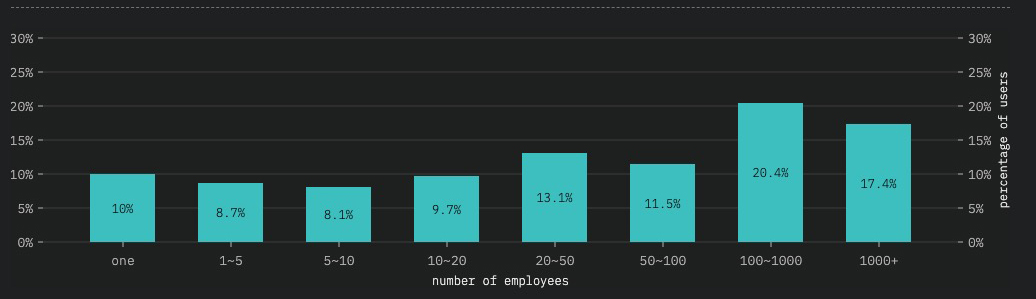 30% 30%
25% 25%
20% 20%
15% 15%
10% 10%
5% 5%
0% 0%
10% 8.7% 8.1% 9.7% 13.1% 11.5% 20.4% 17.4%
one 1~5 5~10 10~20 20~50 50~100 100~1000 1000+
number of employees
percentage of users